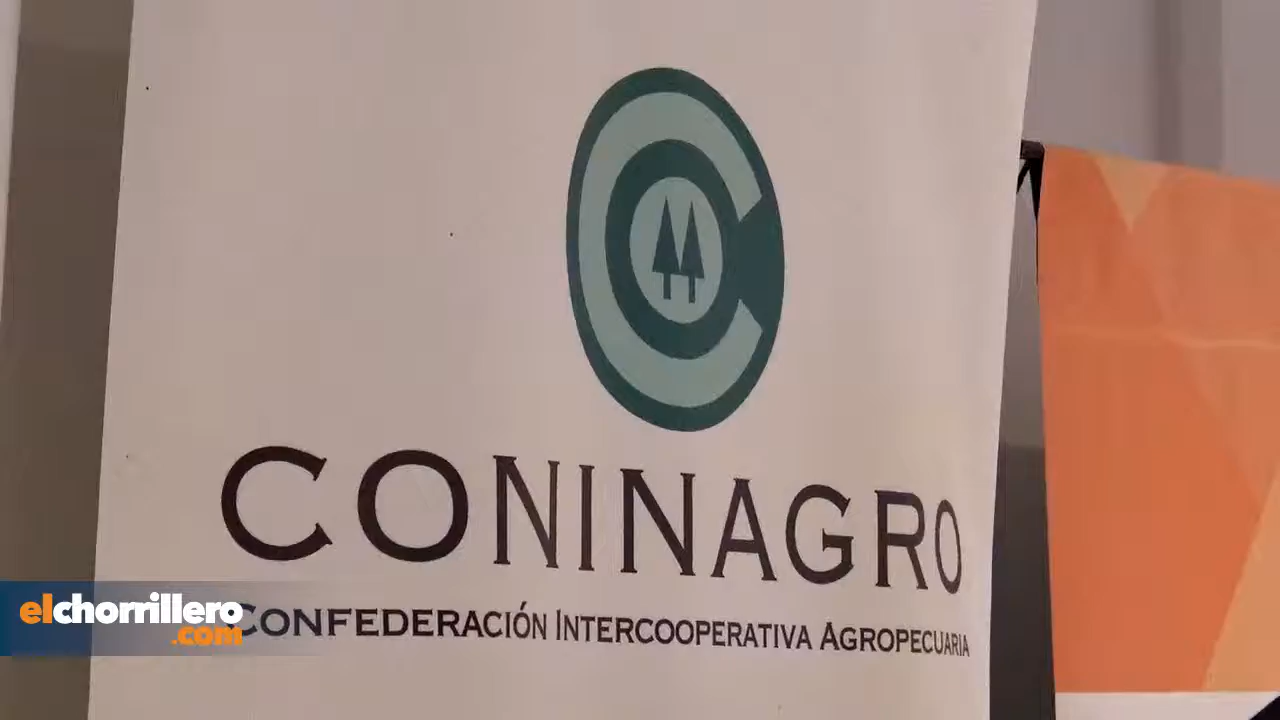 CONINAGRO
CONFEDERACIÓN INTERCOOPERATIVA AGROPECUARIA
elchorrillero
.com